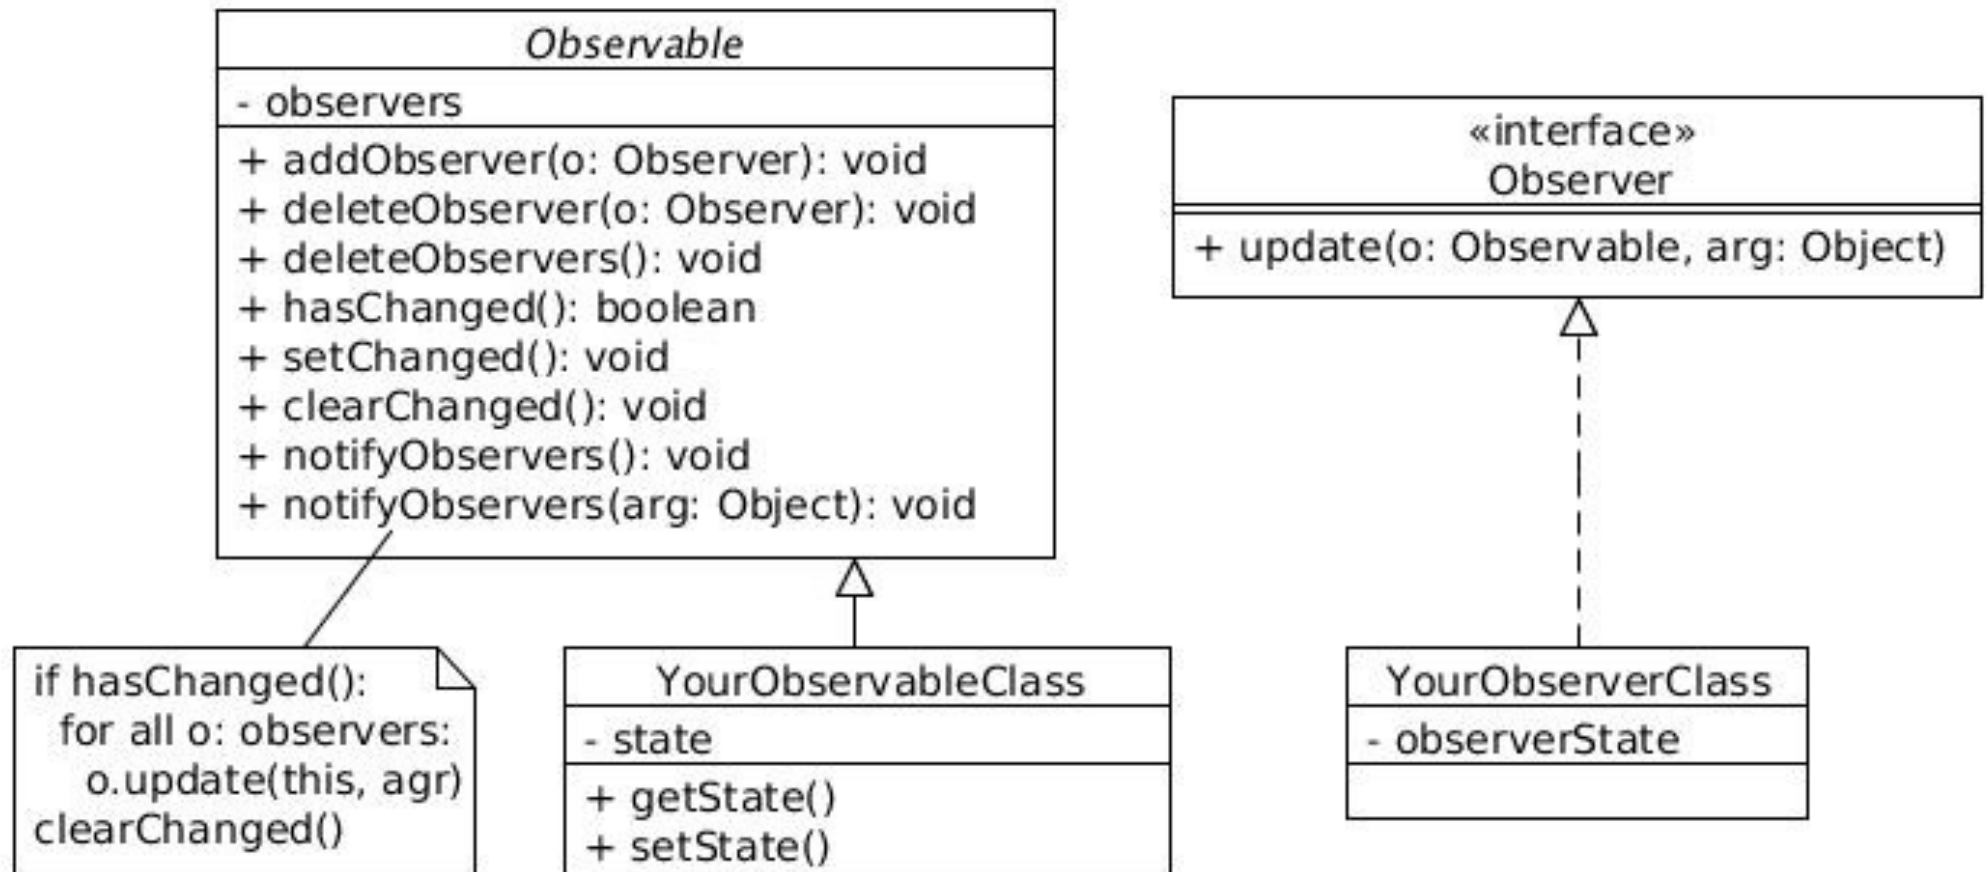 Observable
- observers
+ addObserver(o: Observer): void
+ deleteObserver(o: Observer): void
+ deleteObservers(): void
+ hasChanged(): boolean
+ setChanged(): void
+ clearChanged(): void
+ notifyObservers(): void
+ notifyObservers(arg: Object): void
«interface»
Observer
+ update(o: Observable, arg: Object)
if hasChanged():
for all o: observers:
o.update(this, agr)
clearChanged()
YourObservableClass
- state
+ getState()
+ setState()
YourObserverClass
- observerState